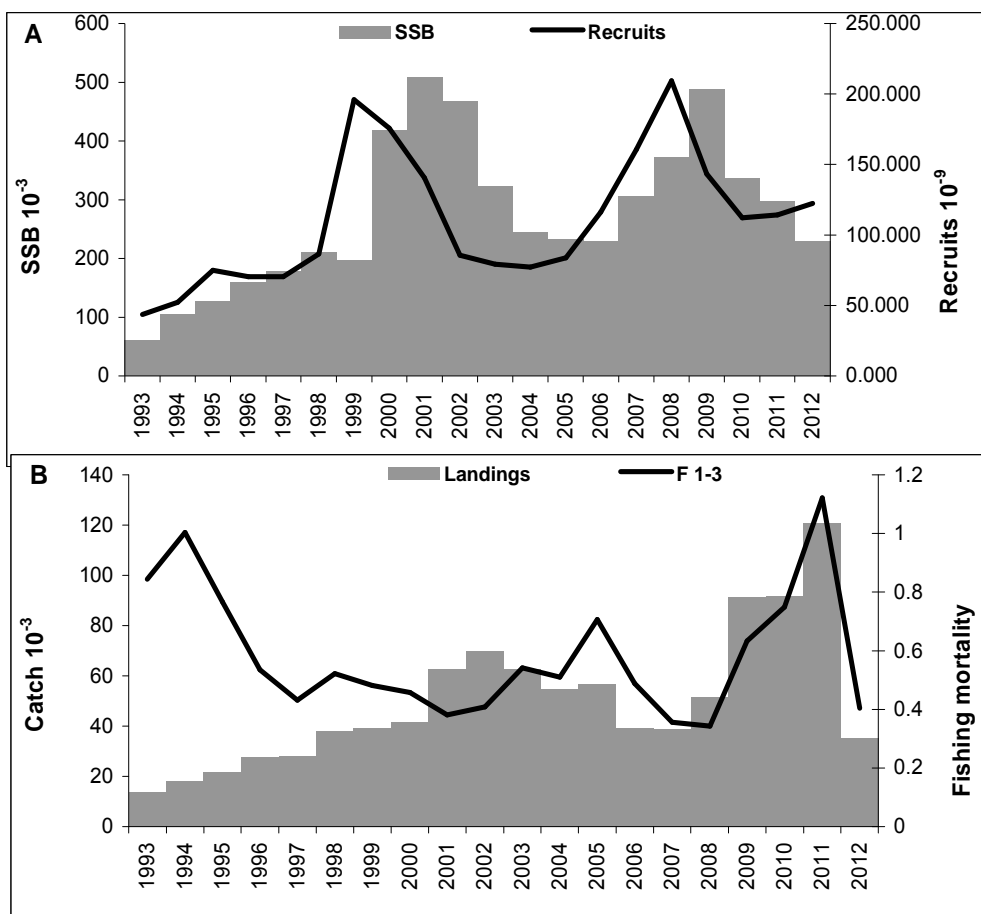 A
SSB Recruits
600
500
400
300
200
100
0
SSB 10⁻³
250.000
200.000
150.000
100.000
50.000
0.000
Recruits 10⁻⁹
1993 1994 1995 1996 1997 1998 1999 2000 2001 2002 2003 2004 2005 2006 2007 2008 2009 2010 2011 2012
B
Landings F 1-3
140
120
100
80
60
40
20
0
Catch 10⁻³
1.2
1
0.8
0.6
0.4
0.2
0
Fishing mortality
1993 1994 1995 1996 1997 1998 1999 2000 2001 2002 2003 2004 2005 2006 2007 2008 2009 2010 2011 2012